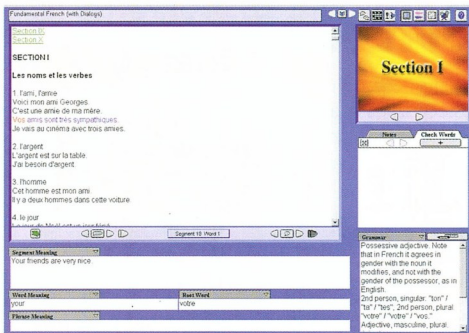 Fundamental French (with Dialogs)
Section IX
Section X
SECTION I
Les noms et les verbes
1. l'ami, l'amie
Voici mon ami Georges.
C'est une amie de ma mère.
Vos amis sont très sympathiques.
Je vais au cinéma avec trois amies.
2. l'argent
L'argent est sur la table.
J'ai besoin d'argent.
3. l'homme
Cet homme est mon ami.
Il y a deux hommes dans cette voiture.
4. le jour
Segment 10 Word 1
Section I
Notes
Check Words
[20]
+
Segment Meaning
Your friends are very nice.
Word Meaning
your
Root Word
votre
Phrase Meaning
Grammar
Possessive adjective. Note
that in French it agrees in
gender with the noun it
modifies, and not with the
gender of the possessor, as in
English.
2nd person, singular: "ton" /
"ta" / "tes"; 2nd person, plural:
"votre" / "votre" / "vos."
Adjective, masculine, plural.